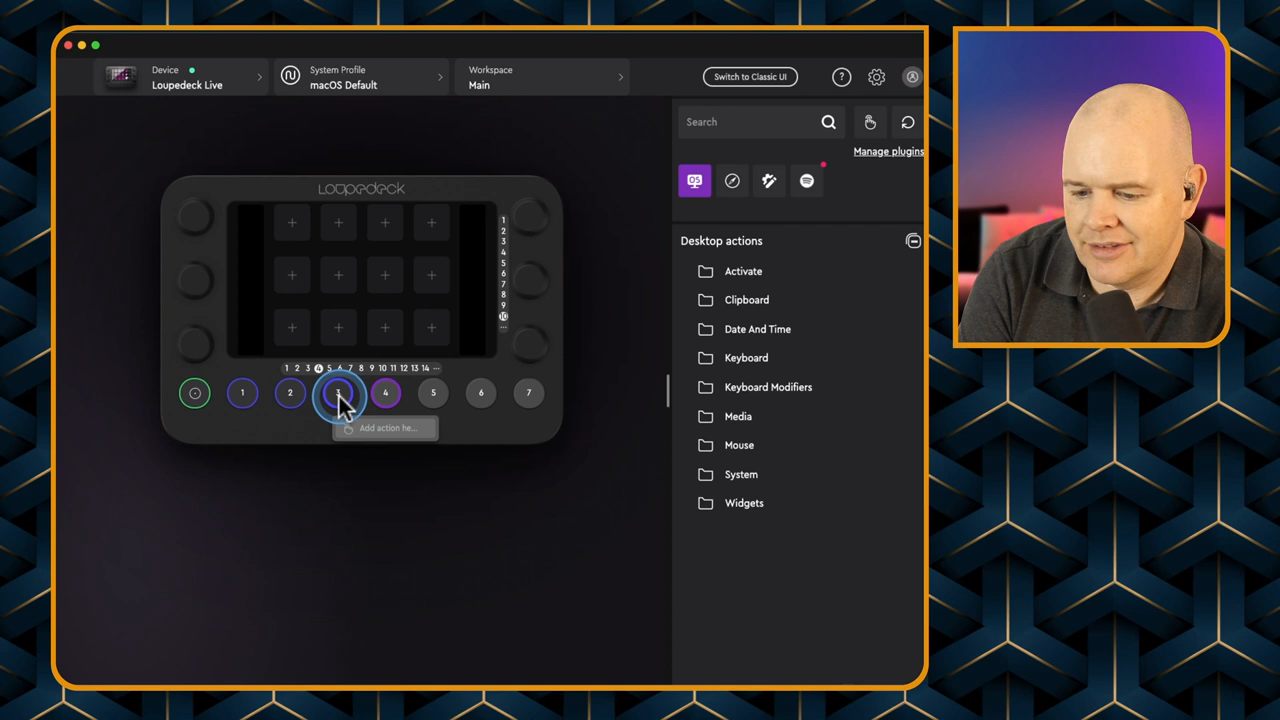 Device
Loupedeck Live
System Profile
macOS Default
Workspace
Main
Switch to Classic UI
?
Search
Manage plugins
OS
Desktop actions
Activate
Clipboard
Date And Time
Keyboard
Keyboard Modifiers
Media
Mouse
System
Widgets
Loupedeck
1
2
3
4
5
6
7
8
9
10
...
1 2 3 4 5 6 7 8 9 10 11 12 13 14 ...
1 2 3 4 5 6 7
Add action he...